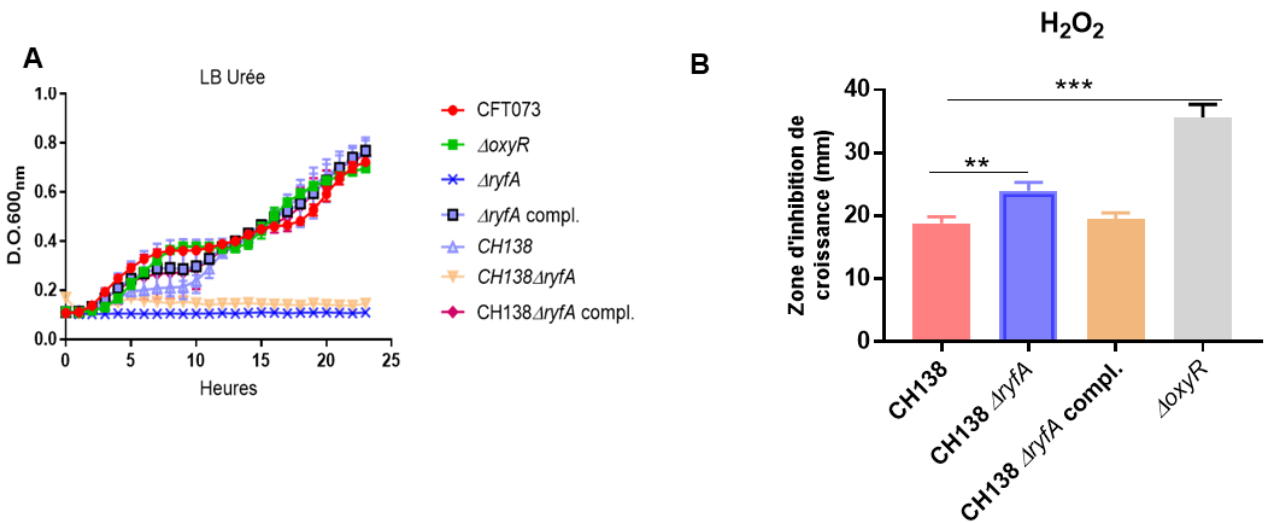 A
LB Urée
D.O.600nm
1.0
0.8
0.6
0.4
0.2
0.0
0
5
10
15
20
25
Heures
CFT073
ΔoxyR
ΔryfA
ΔryfA compl.
CH138
CH138ΔryfA
CH138ΔryfA compl.
B
H₂O₂
Zone d'inhibition de
croissance (mm)
40
30
20
10
0
***
**
CH138
CH138 ΔryfA
CH138 ΔryfA compl.
ΔoxyR